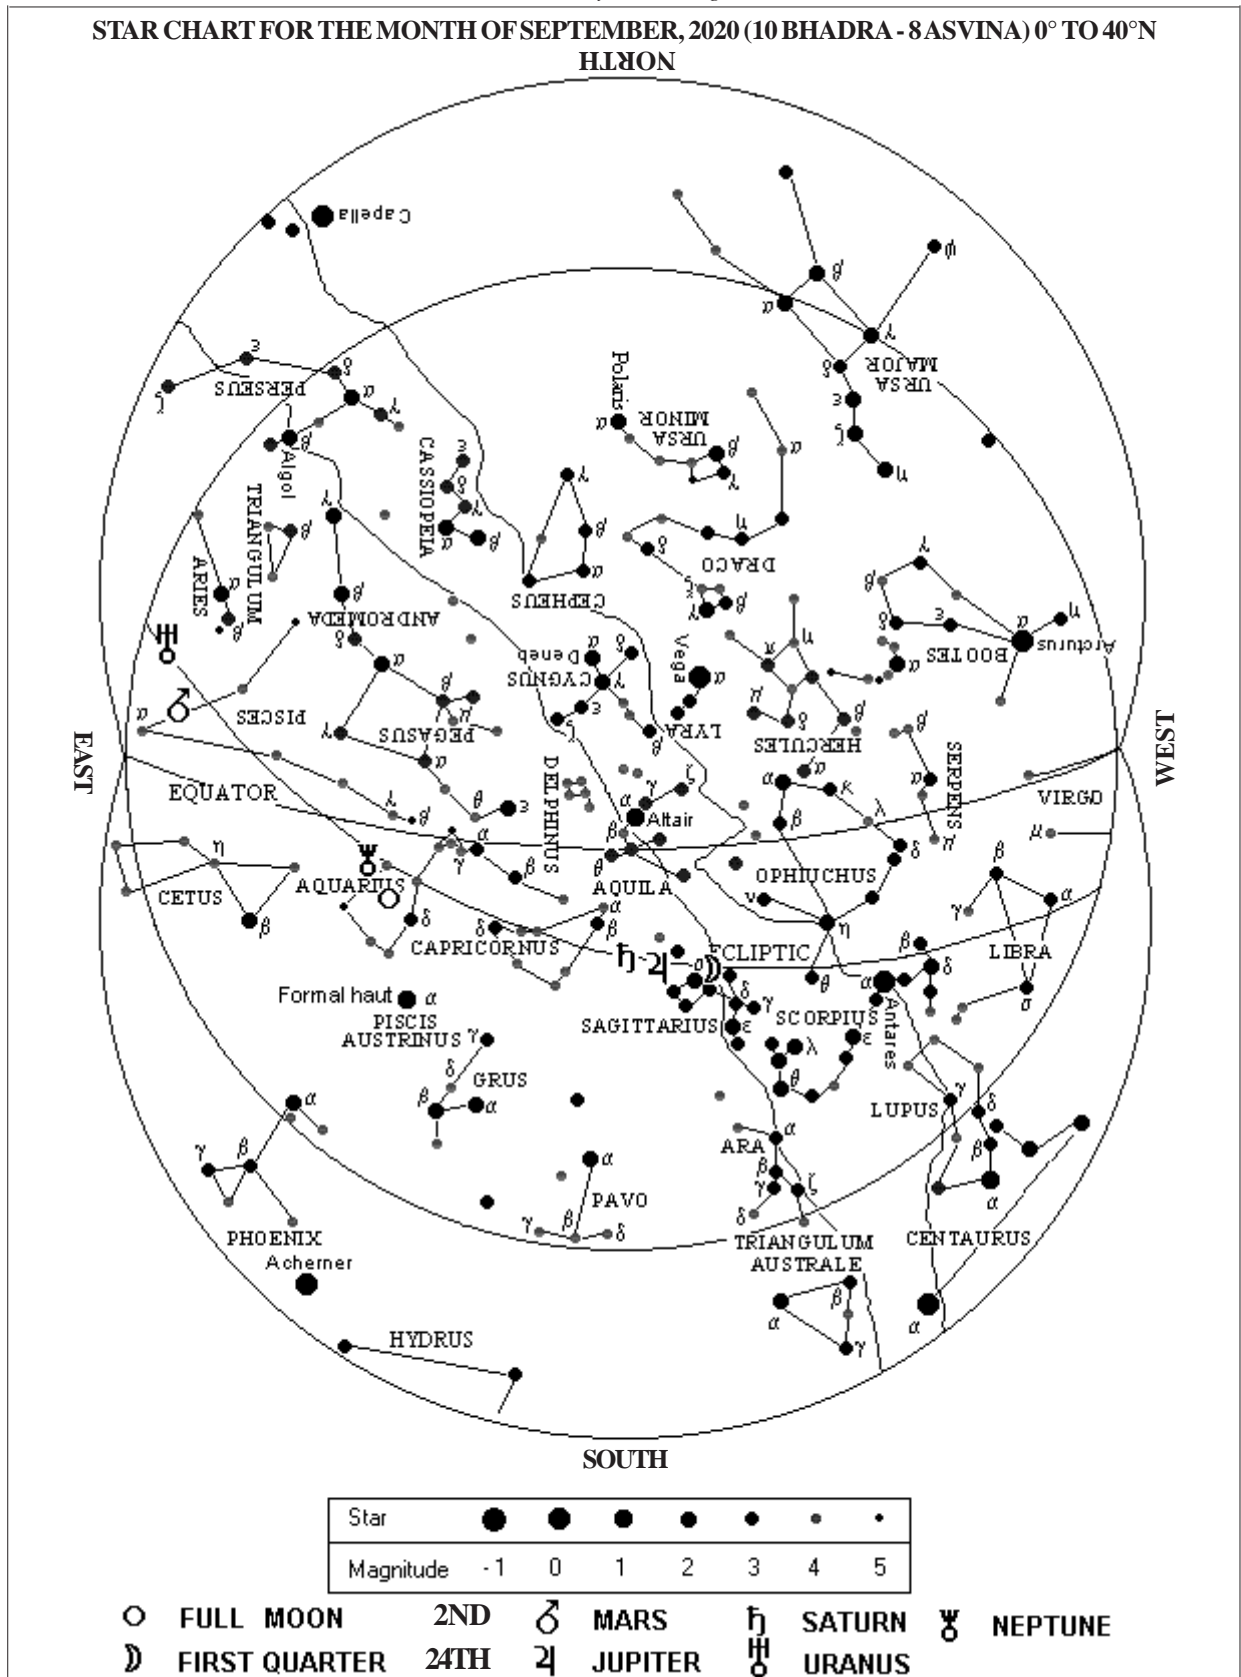 STAR CHART FOR THE MONTH OF SEPTEMBER, 2020 (10 BHADRA - 8 ASVINA) 0° TO 40°N
NORTH
Capella
β
ψ
α
γ
URSA
MAJOR
δ
ε
ζ
η
ε
δ
PERSEUS
ζ
α
γ
β
Algol
Polaris
α
URSA
MINOR
β
γ
CASSIOPEIA
ε
δ
γ
α
β
TRIANGULUM
β
γ
ARIES
α
β
γ
β
α
CEPHEUS
α
η
DRACO
δ
ξ
γ
β
γ
β
δ
ε
α
η
BOOTES
Arcturus
β
ANDROMEDA
δ
α
α
Deneb
δ
CYGNUS
γ
ε
ζ
β
Vega
α
LYRA
π
η
μ
δ
β
HERCULES
α
α
PISCES
β
μ
γ
PEGASUS
α
β
SERPENS
α
μ
EAST
WEST
EQUATOR
γ
β
θ
ε
DELPHINUS
ζ
γ
α
Altair
β
θ
AQUILA
α
α
κ
β
λ
δ
OPHIUCHUS
ν
η
θ
VIRGO
μ
η
CETUS
β
AQUARIUS
γ
α
β
δ
α
β
δ
CAPRICORNUS
ECLIPTIC
β
γ
α
LIBRA
σ
σ
δ
γ
SAGITTARIUS
ε
SCORPIUS
α
Antares
β
δ
ε
λ
θ
Formal haut
α
PISCIS
AUSTRINUS
γ
δ
GRUS
β
α
LUPUS
γ
δ
β
α
α
γ
β
PHOENIX
ARA
α
β
γ
ζ
δ
α
PAVO
γ
β
δ
TRIANGULUM
AUSTRALE
CENTAURUS
Acherner
α
β
γ
α
HYDRUS
SOUTH
Star
Magnitude -1 0 1 2 3 4 5
FULL MOON 2ND MARS SATURN NEPTUNE
FIRST QUARTER 24TH JUPITER URANUS